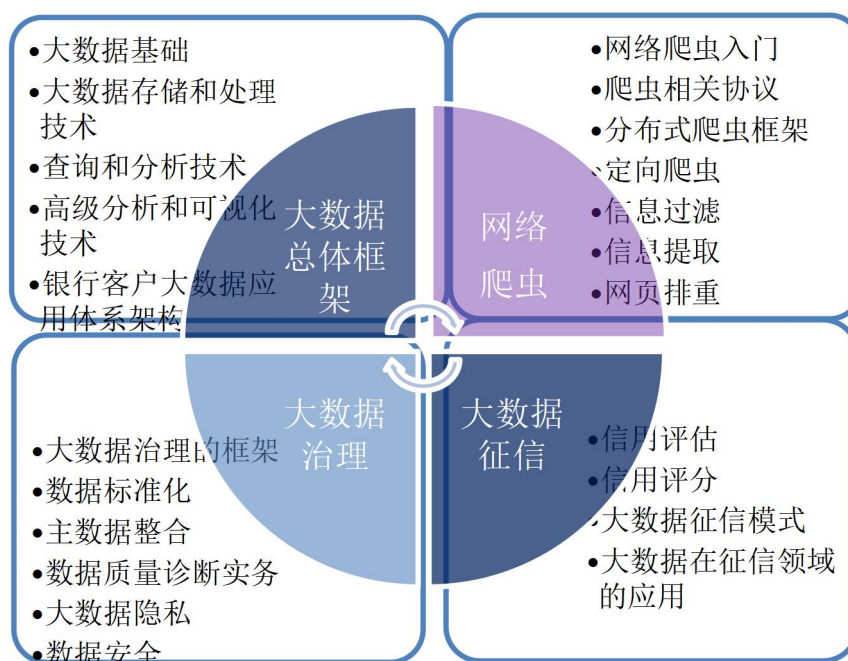 •大数据基础
•大数据存储和处理
技术
•查询和分析技术
•高级分析和可视化
技术
•银行客户大数据应
用体系架构
大数据
总体框
架
•网络爬虫入门
•爬虫相关协议
•分布式爬虫框架
•定向爬虫
•信息过滤
•信息提取
•网页排重
网络
爬虫
大数据
治理
•大数据治理的框架
•数据标准化
•主数据整合
•数据质量诊断实务
•大数据隐私
•数据安全
大数据
征信
•信用评估
•信用评分
•大数据征信模式
•大数据在征信领域
的应用